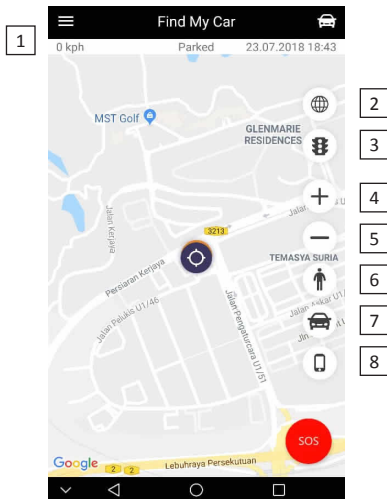 Find My Car
1
0 kph Parked 23.07.2018 18:43
2
MST Golf
GLENMARIE
RESIDENCES
3
4
Jalan Kerjaya
3213
5
TEMASYA SURIA
Persiaran Kerjaya
6
Jalan Pelukis U1/46
Jalan Pengaturcara U1/51
7
8
SOS
Google
2 2
Lebuhraya Persekutuan